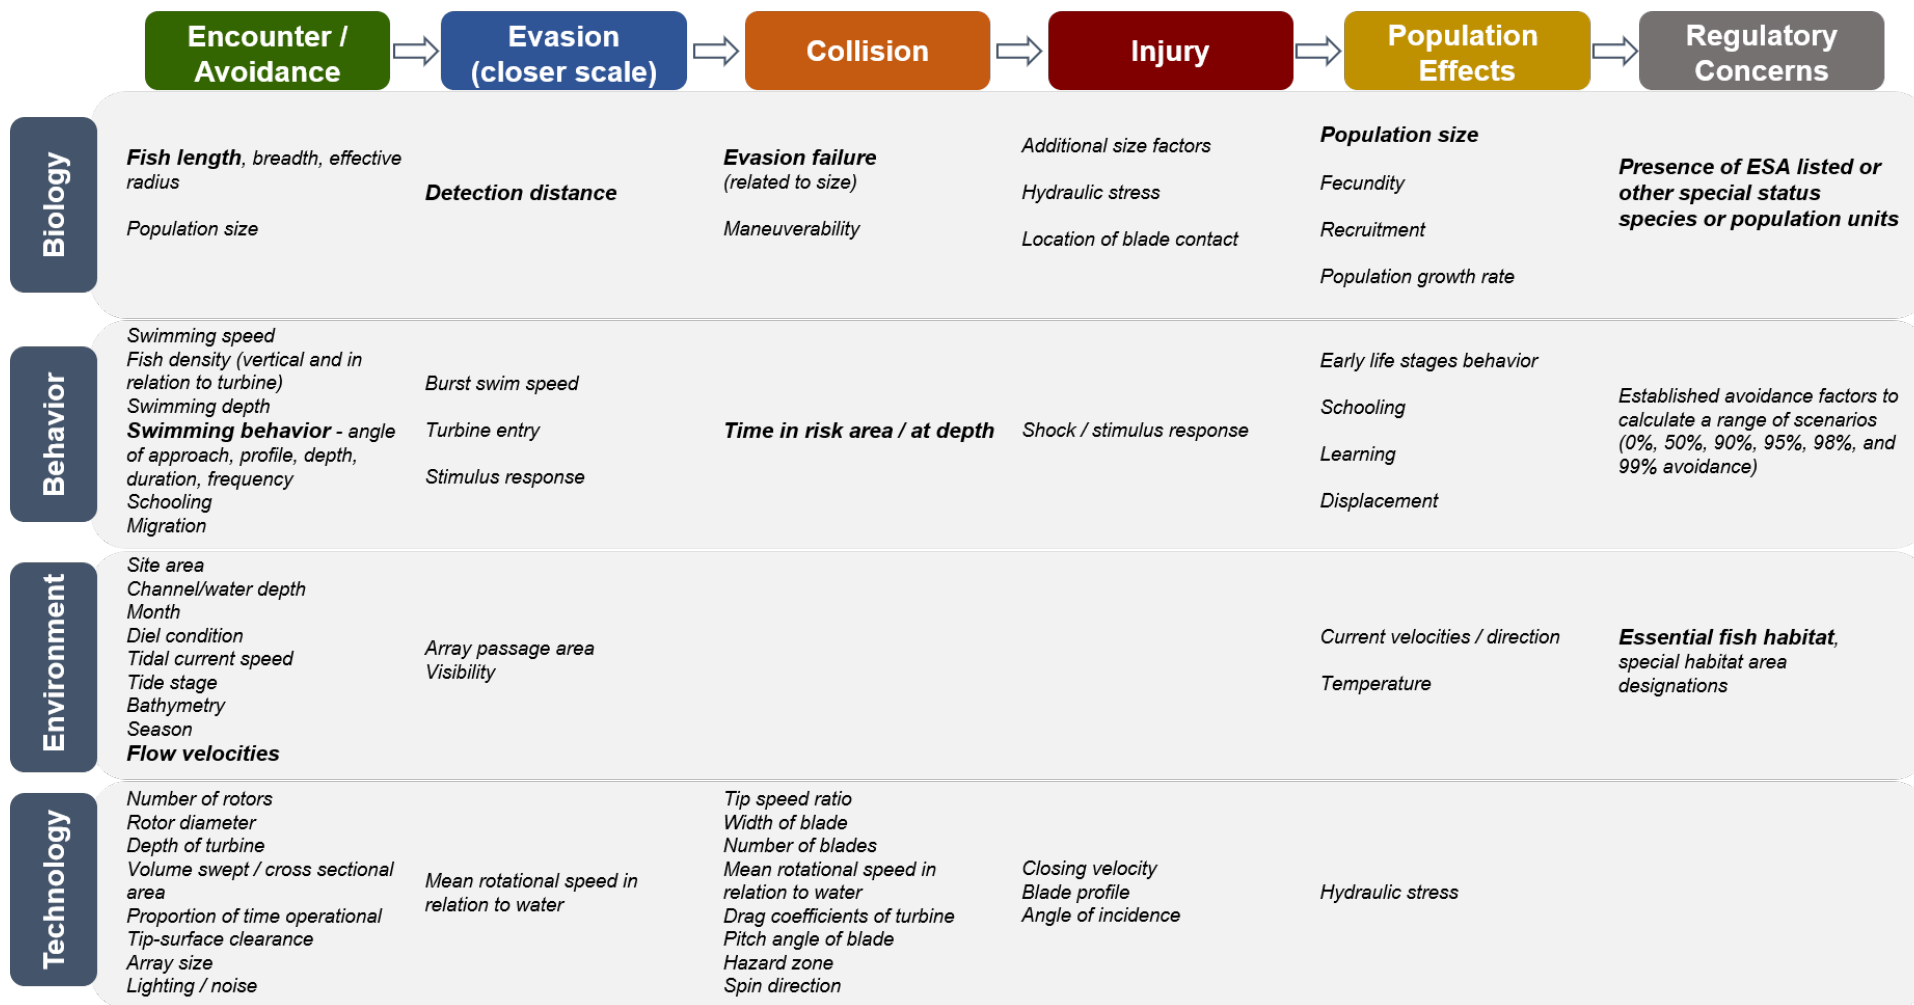 Encounter /
Avoidance
Evasion
(closer scale)
Collision
Injury
Population
Effects
Regulatory
Concerns
Biology
Fish length, breadth, effective
radius
Population size
Detection distance
Evasion failure
(related to size)
Maneuverability
Additional size factors
Hydraulic stress
Location of blade contact
Population size
Fecundity
Recruitment
Population growth rate
Presence of ESA listed or
other special status
species or population units
Behavior
Swimming speed
Fish density (vertical and in
relation to turbine)
Swimming depth
Swimming behavior - angle
of approach, profile, depth,
duration, frequency
Schooling
Migration
Burst swim speed
Turbine entry
Stimulus response
Time in risk area / at depth
Shock / stimulus response
Early life stages behavior
Schooling
Learning
Displacement
Established avoidance factors to
calculate a range of scenarios
(0%, 50%, 90%, 95%, 98%, and
99% avoidance)
Environment
Site area
Channel/water depth
Month
Diel condition
Tidal current speed
Tide stage
Bathymetry
Season
Flow velocities
Array passage area
Visibility
Current velocities / direction
Temperature
Essential fish habitat,
special habitat area
designations
Technology
Number of rotors
Rotor diameter
Depth of turbine
Volume swept / cross sectional
area
Proportion of time operational
Tip-surface clearance
Array size
Lighting / noise
Mean rotational speed in
relation to water
Tip speed ratio
Width of blade
Number of blades
Mean rotational speed in
relation to water
Drag coefficients of turbine
Pitch angle of blade
Hazard zone
Spin direction
Closing velocity
Blade profile
Angle of incidence
Hydraulic stress